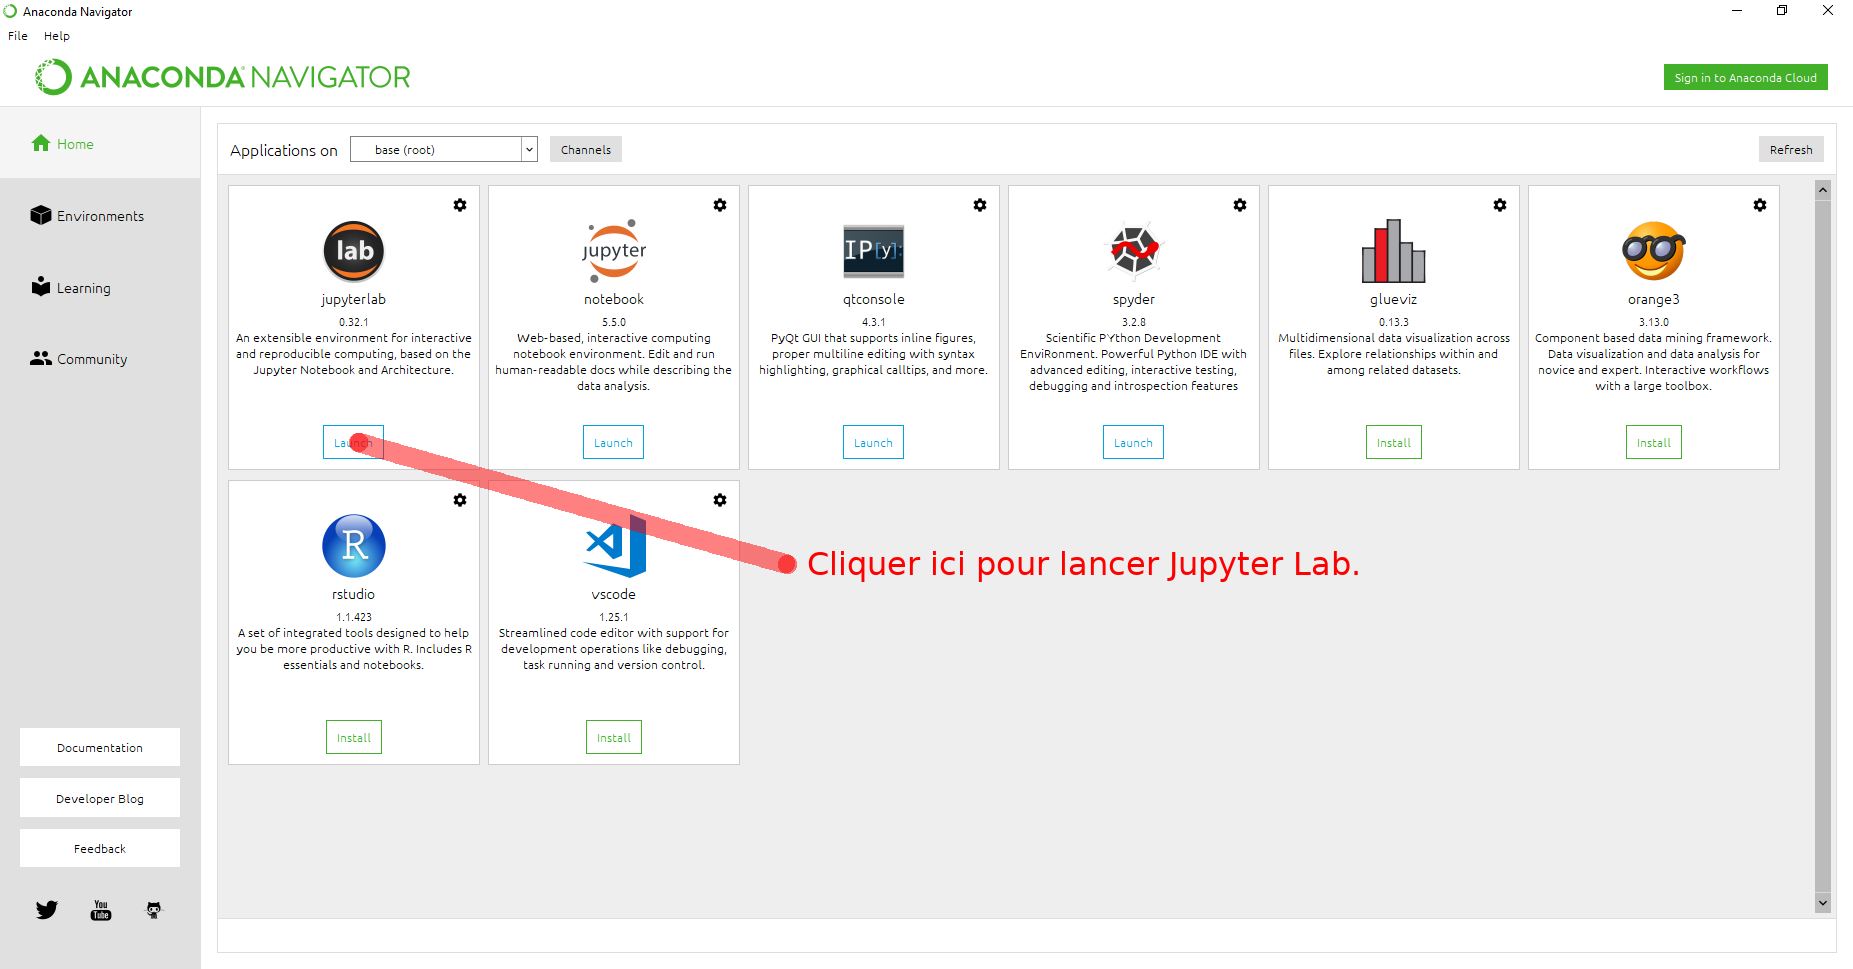 Anaconda Navigator
File Help
ANACONDA NAVIGATOR
Sign in to Anaconda Cloud
Home
Environments
Learning
Community
Documentation
Developer Blog
Feedback
You
Tube
Applications on
base (root)
Channels
Refresh
lab
jupyterlab
0.32.1
An extensible environment for interactive
and reproducible computing, based on the
Jupyter Notebook and Architecture.
Launch
jupyter
notebook
5.5.0
Web-based, interactive computing
notebook environment. Edit and run
human-readable docs while describing the
data analysis.
Launch
IP[y]:
qtconsole
4.3.1
PyQt GUI that supports inline figures,
proper multiline editing with syntax
highlighting, graphical calltips, and more.
Launch
spyder
3.2.8
Scientific PYthon Development
EnviRonment. Powerful Python IDE with
advanced editing, interactive testing,
debugging and introspection features
Launch
glueviz
0.13.3
Multidimensional data visualization across
files. Explore relationships within and
among related datasets.
Install
orange3
3.13.0
Component based data mining framework.
Data visualization and data analysis for
novice and expert. Interactive workflows
with a large toolbox.
Install
R
rstudio
1.1.423
A set of integrated tools designed to help
you be more productive with R. Includes R
essentials and notebooks.
Install
vscode
1.25.1
Streamlined code editor with support for
development operations like debugging,
task running and version control.
Install
Cliquer ici pour lancer Jupyter Lab.